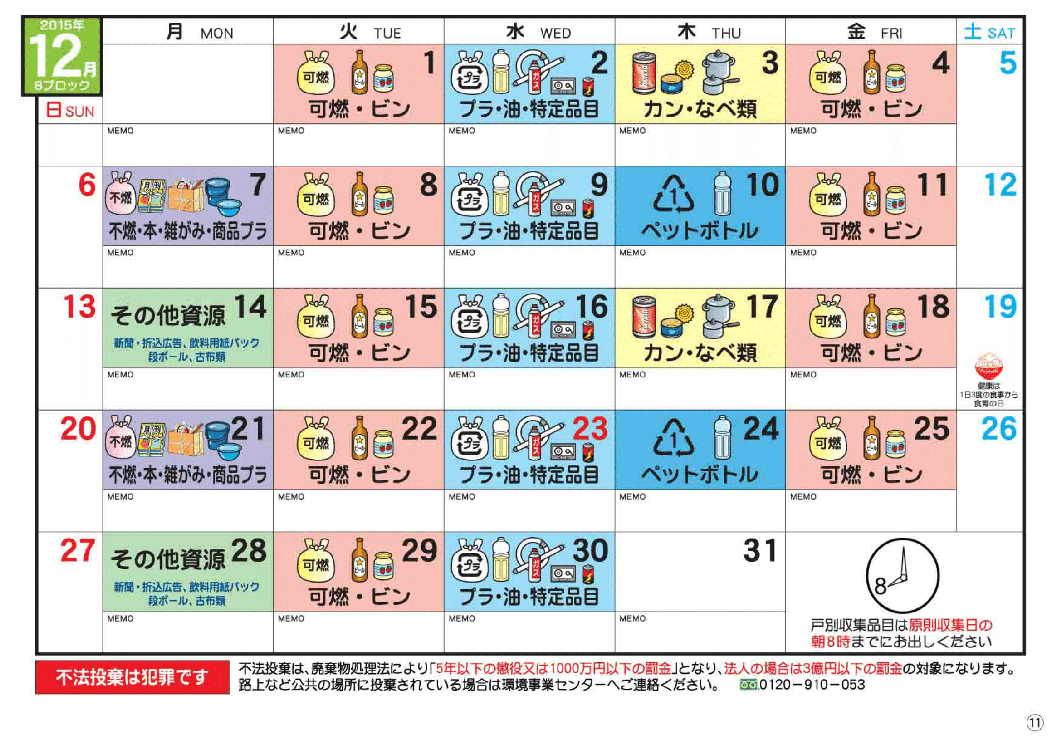 2015年
12月
8ブロック
日 SUN
月 MON
火 TUE
水 WED
木 THU
金 FRI
土 SAT
可燃 1
可燃・ビン
MEMO
プラ 2
プラ・油・特定品目
MEMO
3
カン・なべ類
MEMO
可燃 4
可燃・ビン
MEMO
5
MEMO
6
不燃 7
不燃・本・雑がみ・商品プラ
MEMO
可燃 8
可燃・ビン
MEMO
プラ 9
プラ・油・特定品目
MEMO
1 10
ペットボトル
MEMO
可燃 11
可燃・ビン
MEMO
12
13
その他資源 14
新聞・折込広告、飲料用紙パック
段ボール、古布類
MEMO
可燃 15
可燃・ビン
MEMO
プラ 16
プラ・油・特定品目
MEMO
17
カン・なべ類
MEMO
可燃 18
可燃・ビン
MEMO
19
健康は
1日3度の食事から
食育の日
20
不燃 21
不燃・本・雑がみ・商品プラ
MEMO
可燃 22
可燃・ビン
MEMO
プラ 23
プラ・油・特定品目
MEMO
1 24
ペットボトル
MEMO
可燃 25
可燃・ビン
MEMO
26
27
その他資源 28
新聞・折込広告、飲料用紙パック
段ボール、古布類
MEMO
可燃 29
可燃・ビン
MEMO
プラ 30
プラ・油・特定品目
MEMO
31
MEMO
8
戸別収集品目は原則収集日の
朝8時までにお出しください
不法投棄は犯罪です
不法投棄は、廃棄物処理法により「5年以下の懲役又は1000万円以下の罰金」となり、法人の場合は3億円以下の罰金の対象になります。
路上など公共の場所に投棄されている場合は環境事業センターへご連絡ください。 0120-910-053
⑪